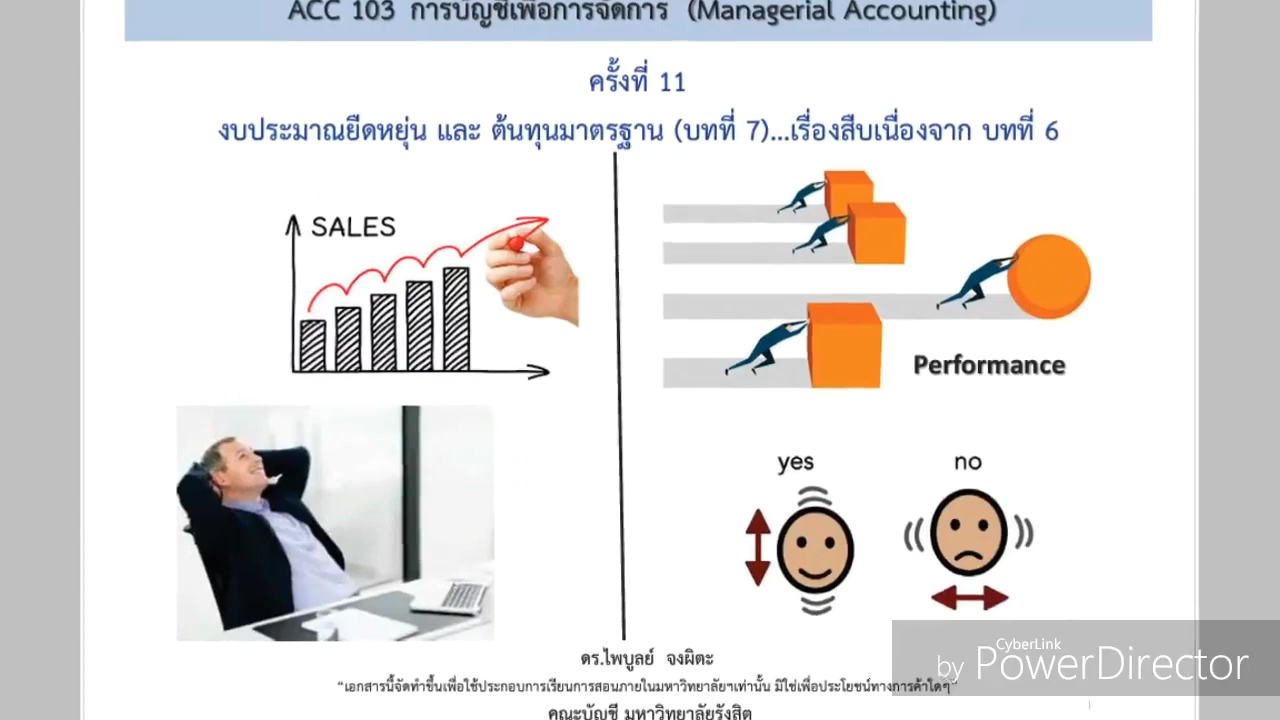 ACC 103 การบัญชีเพื่อการจัดการ (Managerial Accounting)
ครั้งที่ 11
งบประมาณยืดหยุ่น และ ต้นทุนมาตรฐาน (บทที่ 7)...เรื่องสืบเนื่องจาก บทที่ 6
SALES
Performance
yes no
ดร.ไพบูลย์ ผจงวงศ์
“เอกสารนี้จัดทำขึ้นเพื่อใช้ประกอบการเรียนการสอนภายในมหาวิทยาลัยฯเท่านั้น มิใช่เพื่อประโยชน์ทางการค้าใดๆ”
คณะบัญชี มหาวิทยาลัยรังสิต
CyberLink
by PowerDirector